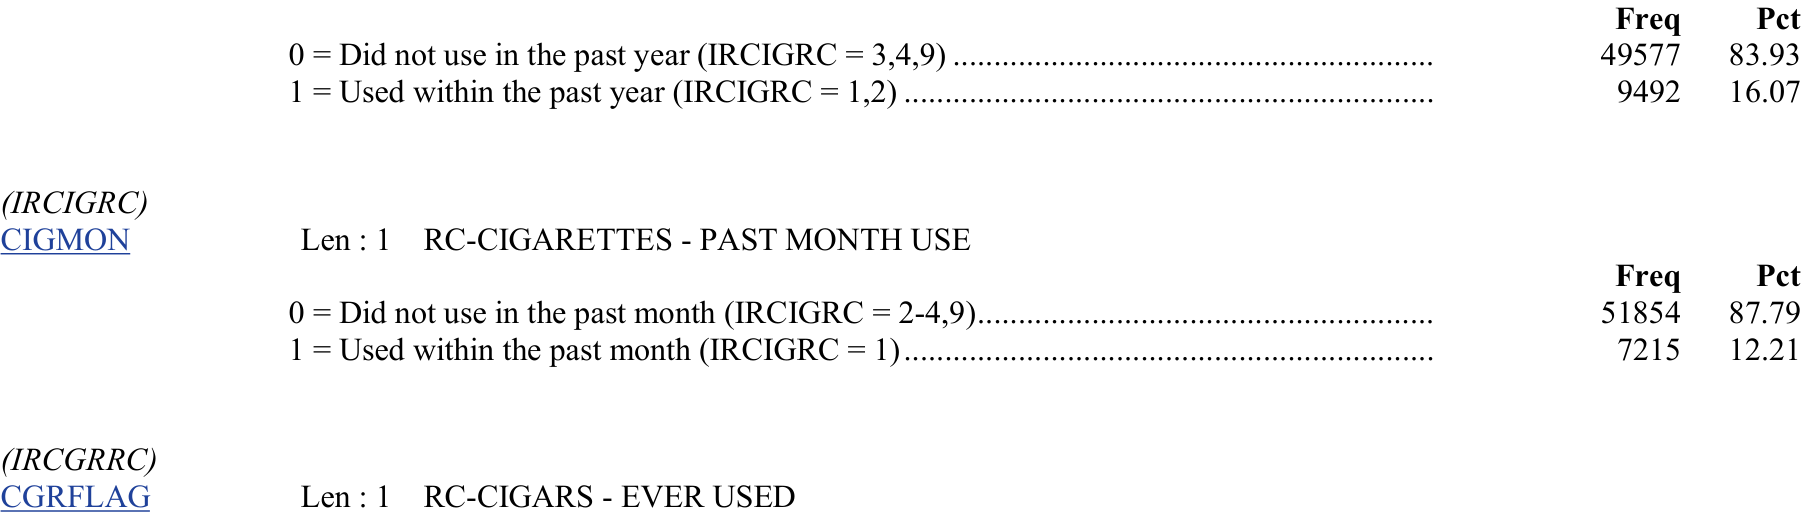 Freq Pct
0 = Did not use in the past year (IRCIGRC = 3,4,9) ........................................................... 49577 83.93
1 = Used within the past year (IRCIGRC = 1,2) ................................................................. 9492 16.07
(IRCIGRC)
CIGMON Len : 1 RC-CIGARETTES - PAST MONTH USE
Freq Pct
0 = Did not use in the past month (IRCIGRC = 2-4,9)........................................................ 51854 87.79
1 = Used within the past month (IRCIGRC = 1)................................................................. 7215 12.21
(IRCGRRC)
CGRFLAG Len : 1 RC-CIGARS - EVER USED